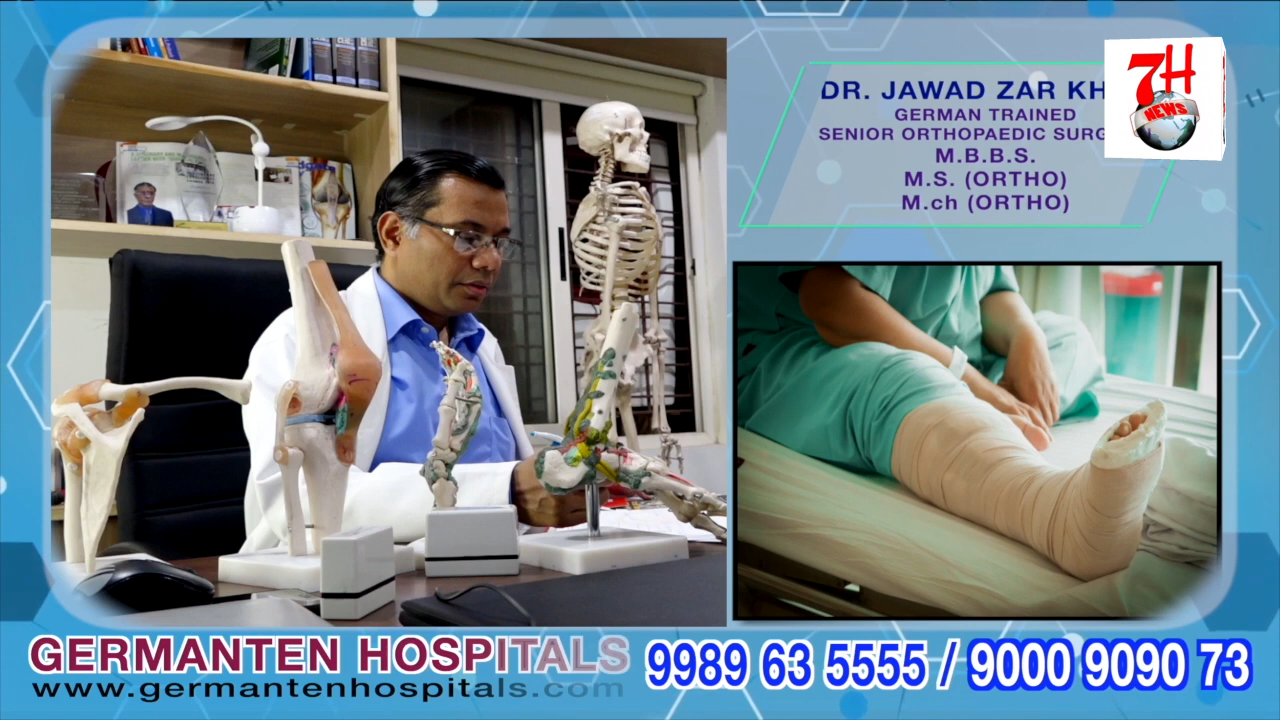 7H
NEWS
DR. JAWAD ZAR KH
GERMAN TRAINED
SENIOR ORTHOPAEDIC SURG
M.B.B.S.
M.S. (ORTHO)
M.ch (ORTHO)
GERMANTEN HOSPITALS
www.germantenhospitals.com
9989 63 5555 / 9000 9090 73